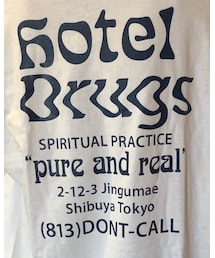 hotel
Drugs
SPIRITUAL PRACTICE
"pure and real"
2-12-3 Jingumae
Shibuya Tokyo
(813)DONT-CALL